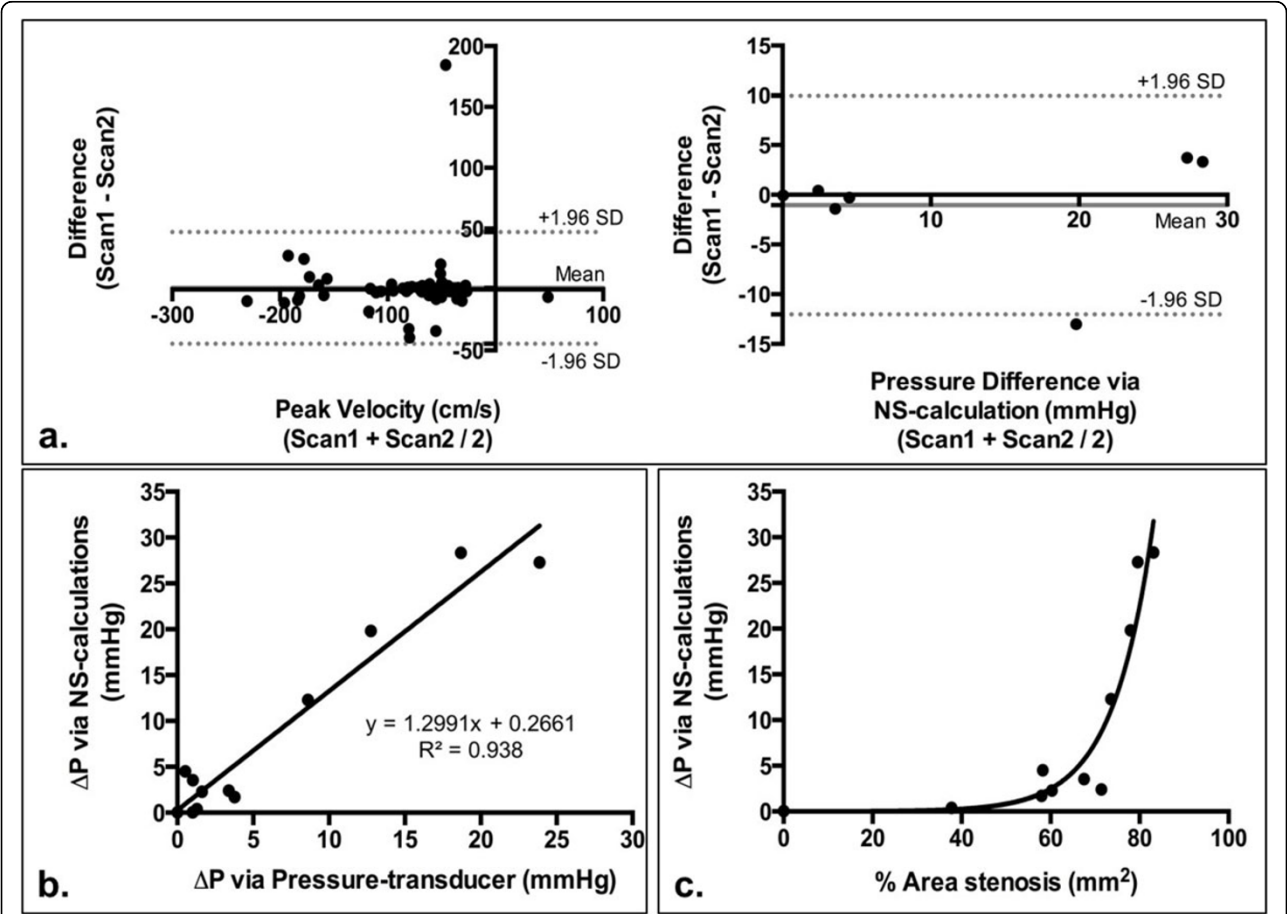 200
150
100
50
-50
-300
-200
-100
100
Difference
(Scan1 - Scan2)
+1.96 SD
Mean
-1.96 SD
Peak Velocity (cm/s)
(Scan1 + Scan2 / 2)
a.
15
10
5
0
-5
-10
-15
10
20
30
Difference
(Scan1 - Scan2)
+1.96 SD
Mean
-1.96 SD
Pressure Difference via
NS-calculation (mmHg)
(Scan1 + Scan2 / 2)
35
30
25
20
15
10
5
0
0
5
10
15
20
25
30
ΔP via NS-calculations
(mmHg)
y = 1.2991x + 0.2661
R² = 0.938
b.
ΔP via Pressure-transducer (mmHg)
35
30
25
20
15
10
5
0
0
20
40
60
80
100
ΔP via NS-calculations
(mmHg)
c.
% Area stenosis (mm²)